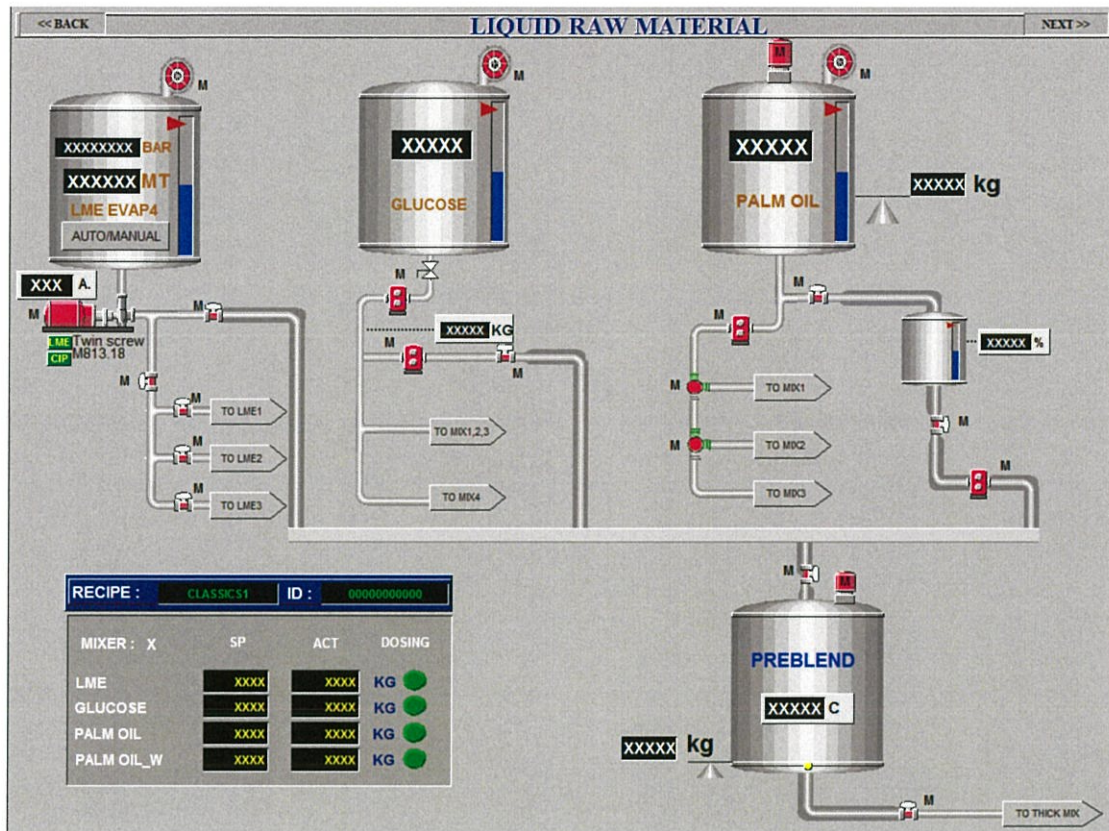 << BACK
LIQUID RAW MATERIAL
NEXT >>
M
M
M
M
XXXXXXXX BAR
XXXXXX MT
LME EVAP4
AUTO/MANUAL
XXXXX
GLUCOSE
XXXXX
PALM OIL
XXXXX kg
XXX A.
M
LME Twin screw
CIP M813.18
M
M
M
TO LME1
M
TO LME2
M
TO LME3
M
XXXXX KG
M
M
TO MIX1,2,3
TO MIX4
M
M
M
TO MIX1
M
TO MIX2
TO MIX3
XXXXX %
M
M
RECIPE : CLASSICS1 ID : 00000000000
MIXER : X SP ACT DOSING
LME XXXX XXXX KG
GLUCOSE XXXX XXXX KG
PALM OIL XXXX XXXX KG
PALM OIL_W XXXX XXXX KG
M
M
PREBLEND
XXXXX C
XXXXX kg
M
TO THICK MIX